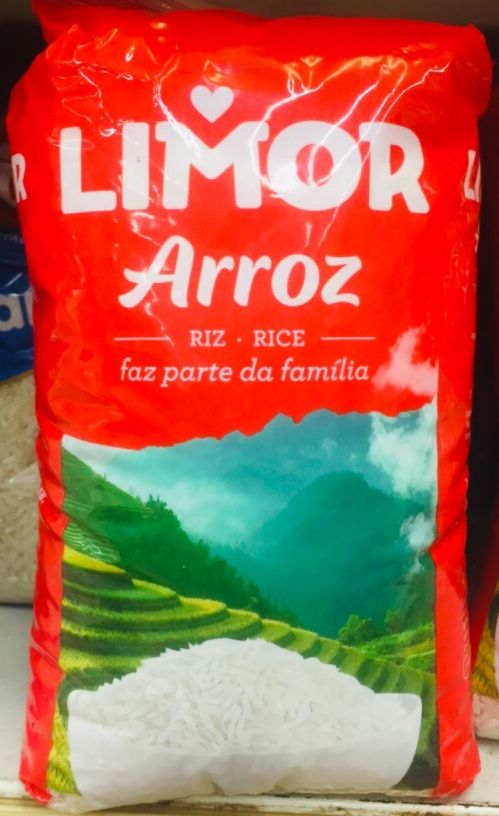 LIMOR
Arroz
RIZ · RICE
faz parte da família